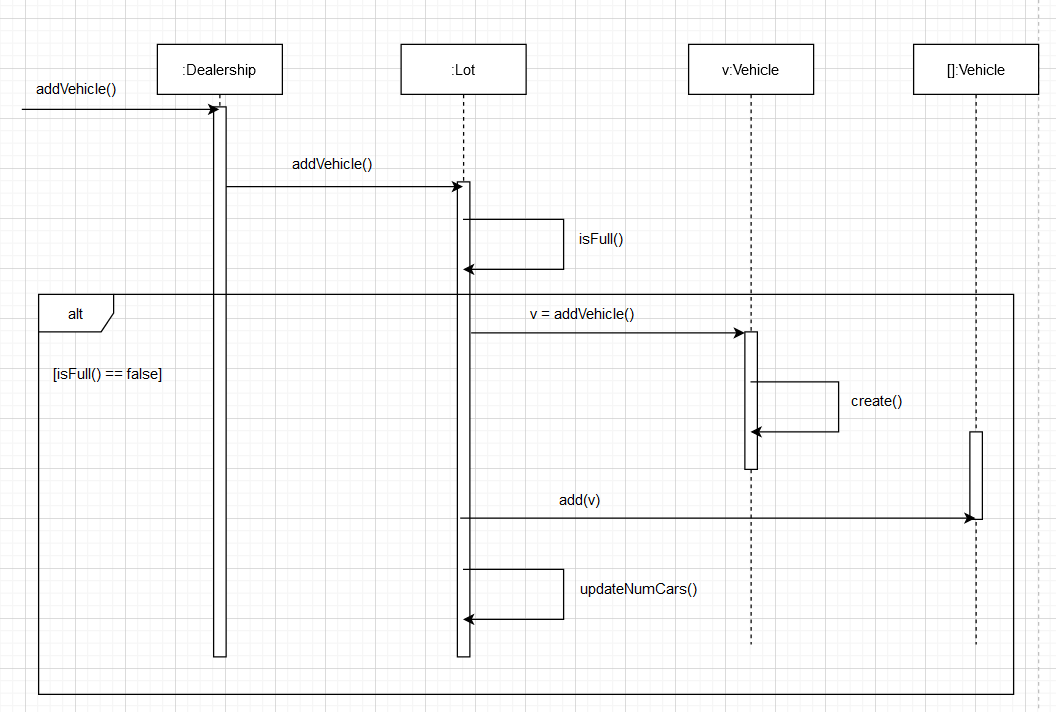 :Dealership
:Lot
v:Vehicle
[]:Vehicle
addVehicle()
addVehicle()
isFull()
alt
v = addVehicle()
[isFull() == false]
create()
add(v)
updateNumCars()